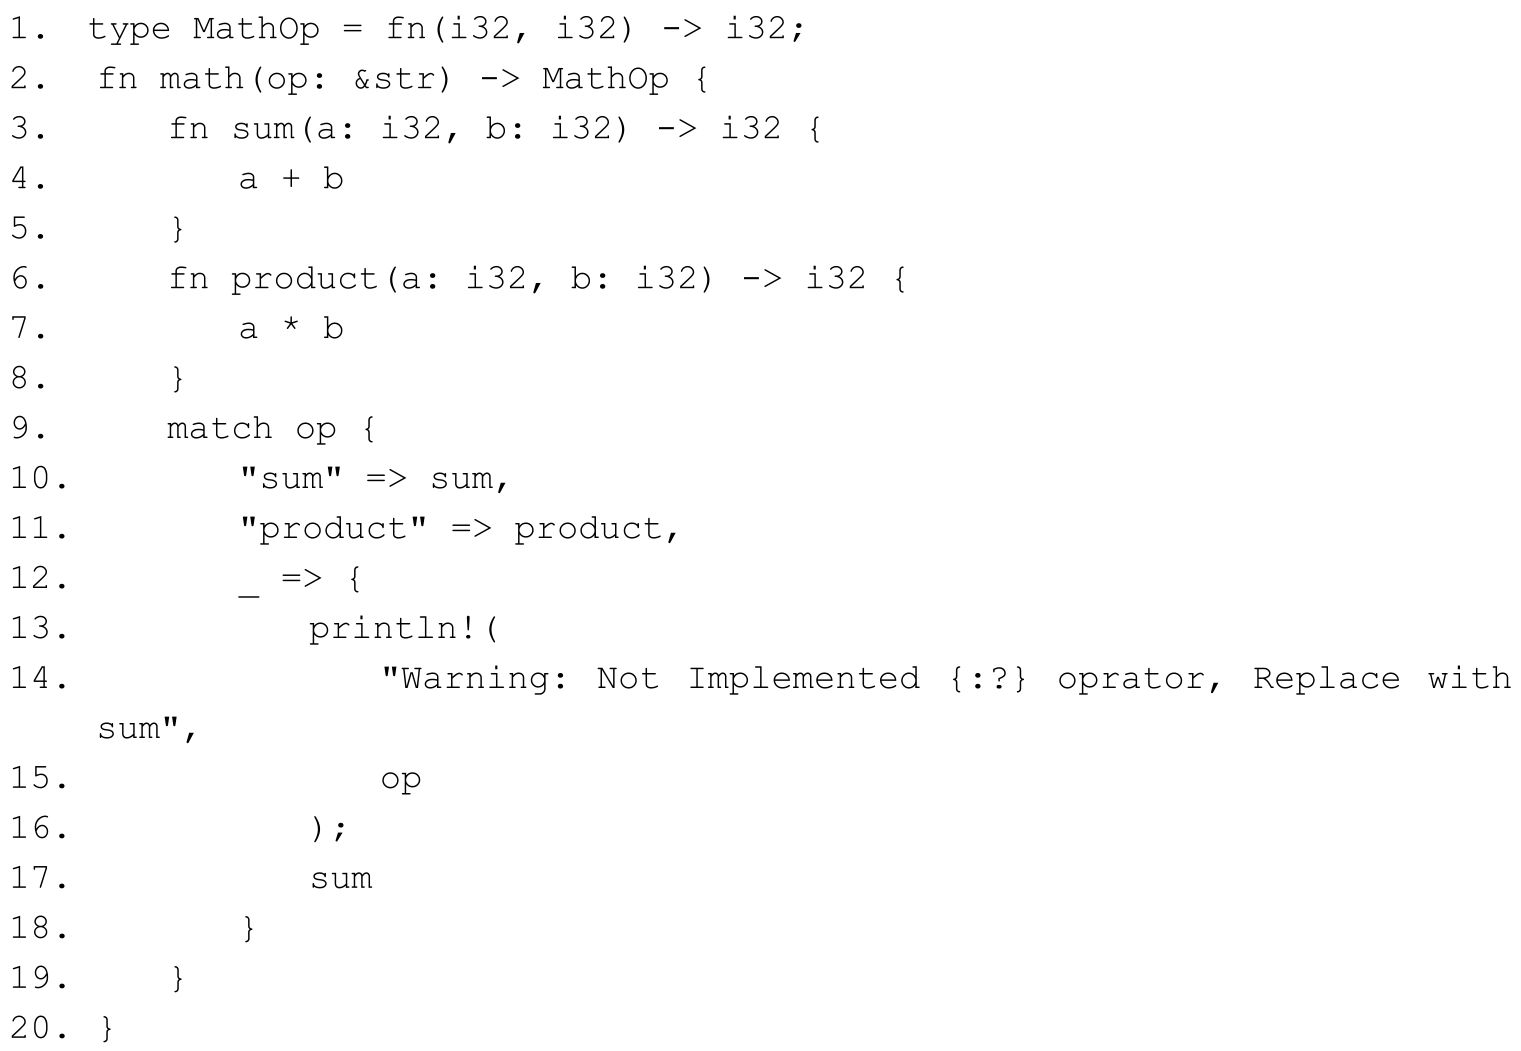 1. type MathOp = fn(i32, i32) -> i32;
2. fn math(op: &str) -> MathOp {
3. fn sum(a: i32, b: i32) -> i32 {
4. a + b
5. }
6. fn product(a: i32, b: i32) -> i32 {
7. a * b
8. }
9. match op {
10. "sum" => sum,
11. "product" => product,
12. _ => {
13. println!(
14. "Warning: Not Implemented {:?} oprator, Replace with
sum",
15. op
16. );
17. sum
18. }
19. }
20. }